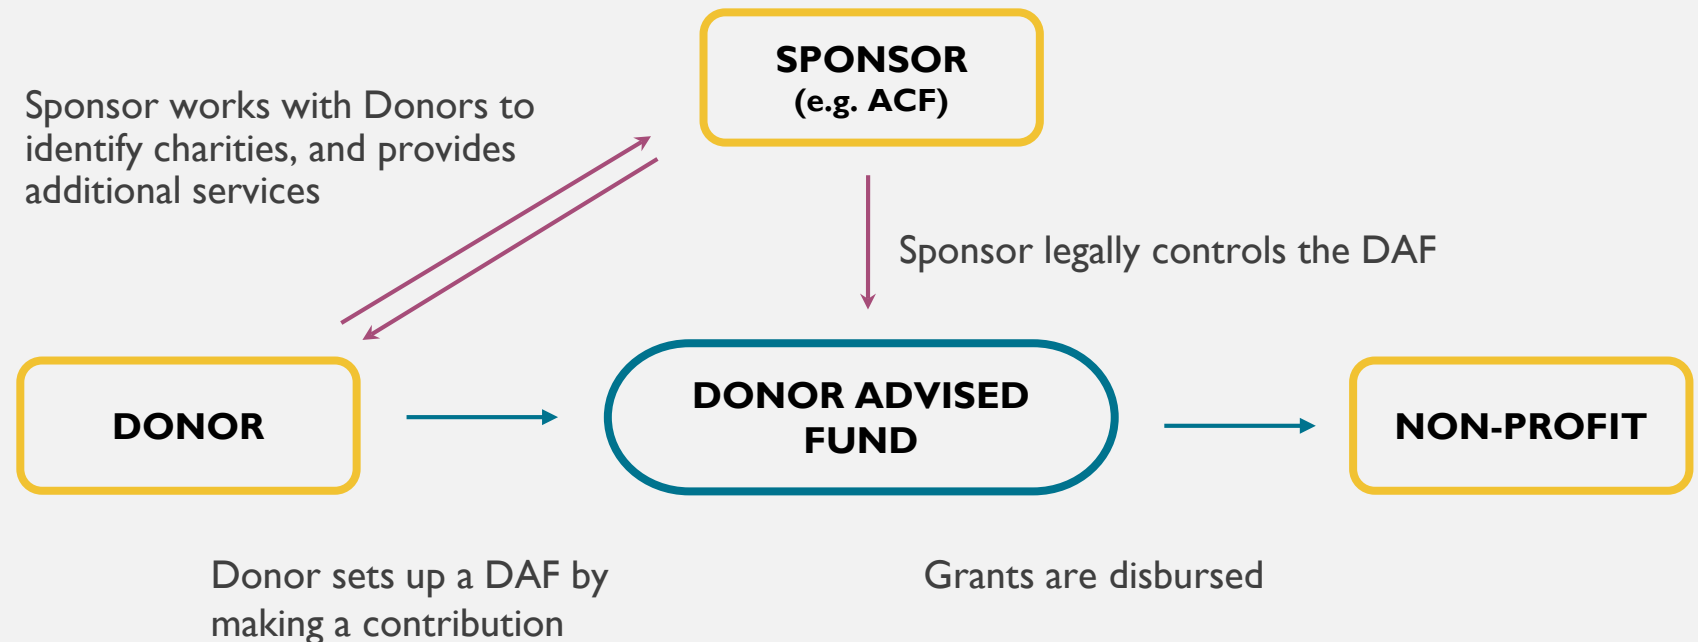 SPONSOR
(e.g. ACF)
Sponsor works with Donors to
identify charities, and provides
additional services
Sponsor legally controls the DAF
DONOR
DONOR ADVISED
FUND
NON-PROFIT
Donor sets up a DAF by
making a contribution
Grants are disbursed